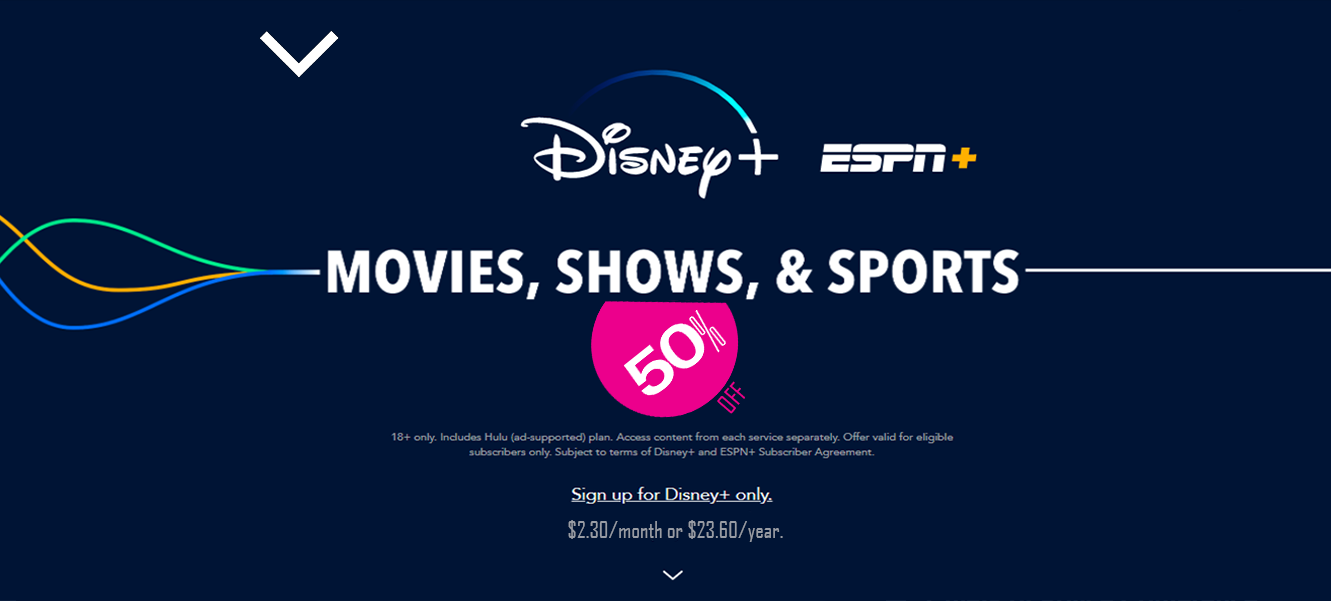 Disney+
ESPN+
MOVIES, SHOWS, & SPORTS
50%
OFF
18+ only. Includes Hulu (ad-supported) plan. Access content from each service separately. Offer valid for eligible
subscribers only. Subject to terms of Disney+ and ESPN+ Subscriber Agreement.
Sign up for Disney+ only.
$2.30/month or $23.60/year.